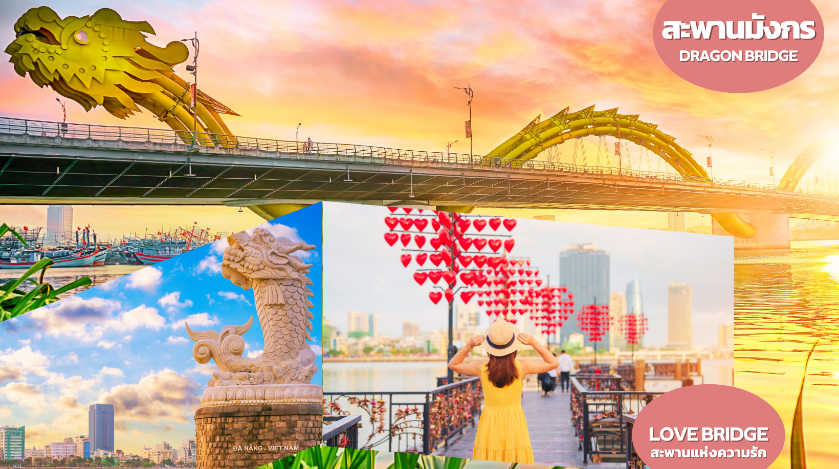 สะพานมังกร
DRAGON BRIDGE
ĐÀ NẴNG - VIỆT NAM
LOVE BRIDGE
สะพานแห่งความรัก